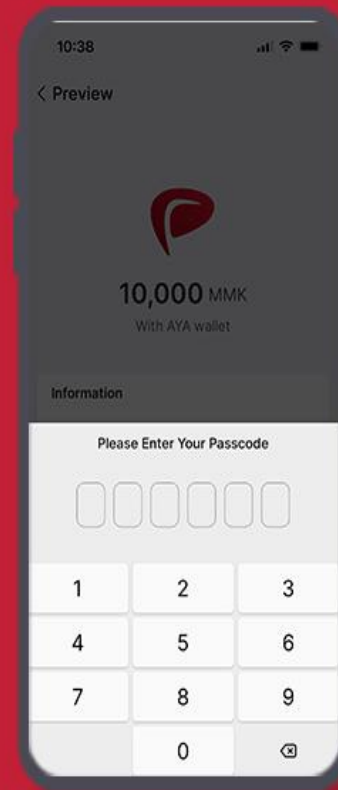 10:38
< Preview
10,000 MMK
With AYA wallet
Information
Please Enter Your Passcode
1 2 3
4 5 6
7 8 9
0